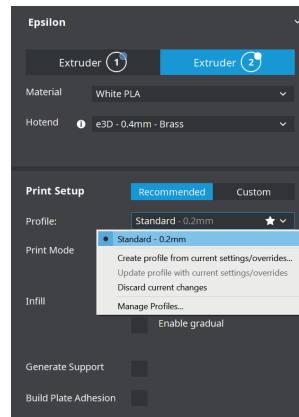 Epsilon
Extruder 1 Extruder 2
Material White PLA
Hotend e3D - 0.4mm - Brass
Print Setup Recommended Custom
Profile: Standard - 0.2mm
Standard - 0.2mm
Print Mode
Create profile from current settings/overrides...
Update profile with current settings/overrides
Discard current changes
Infill
Manage Profiles...
Enable gradual
Generate Support
Build Plate Adhesion